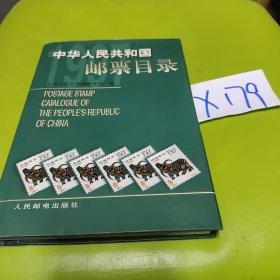 中华人民共和国
邮票目录
POSTAGE STAMP
CATALOGUE OF
THE PEOPLE'S REPUBLIC
OF CHINA
人民邮电出版社
X179